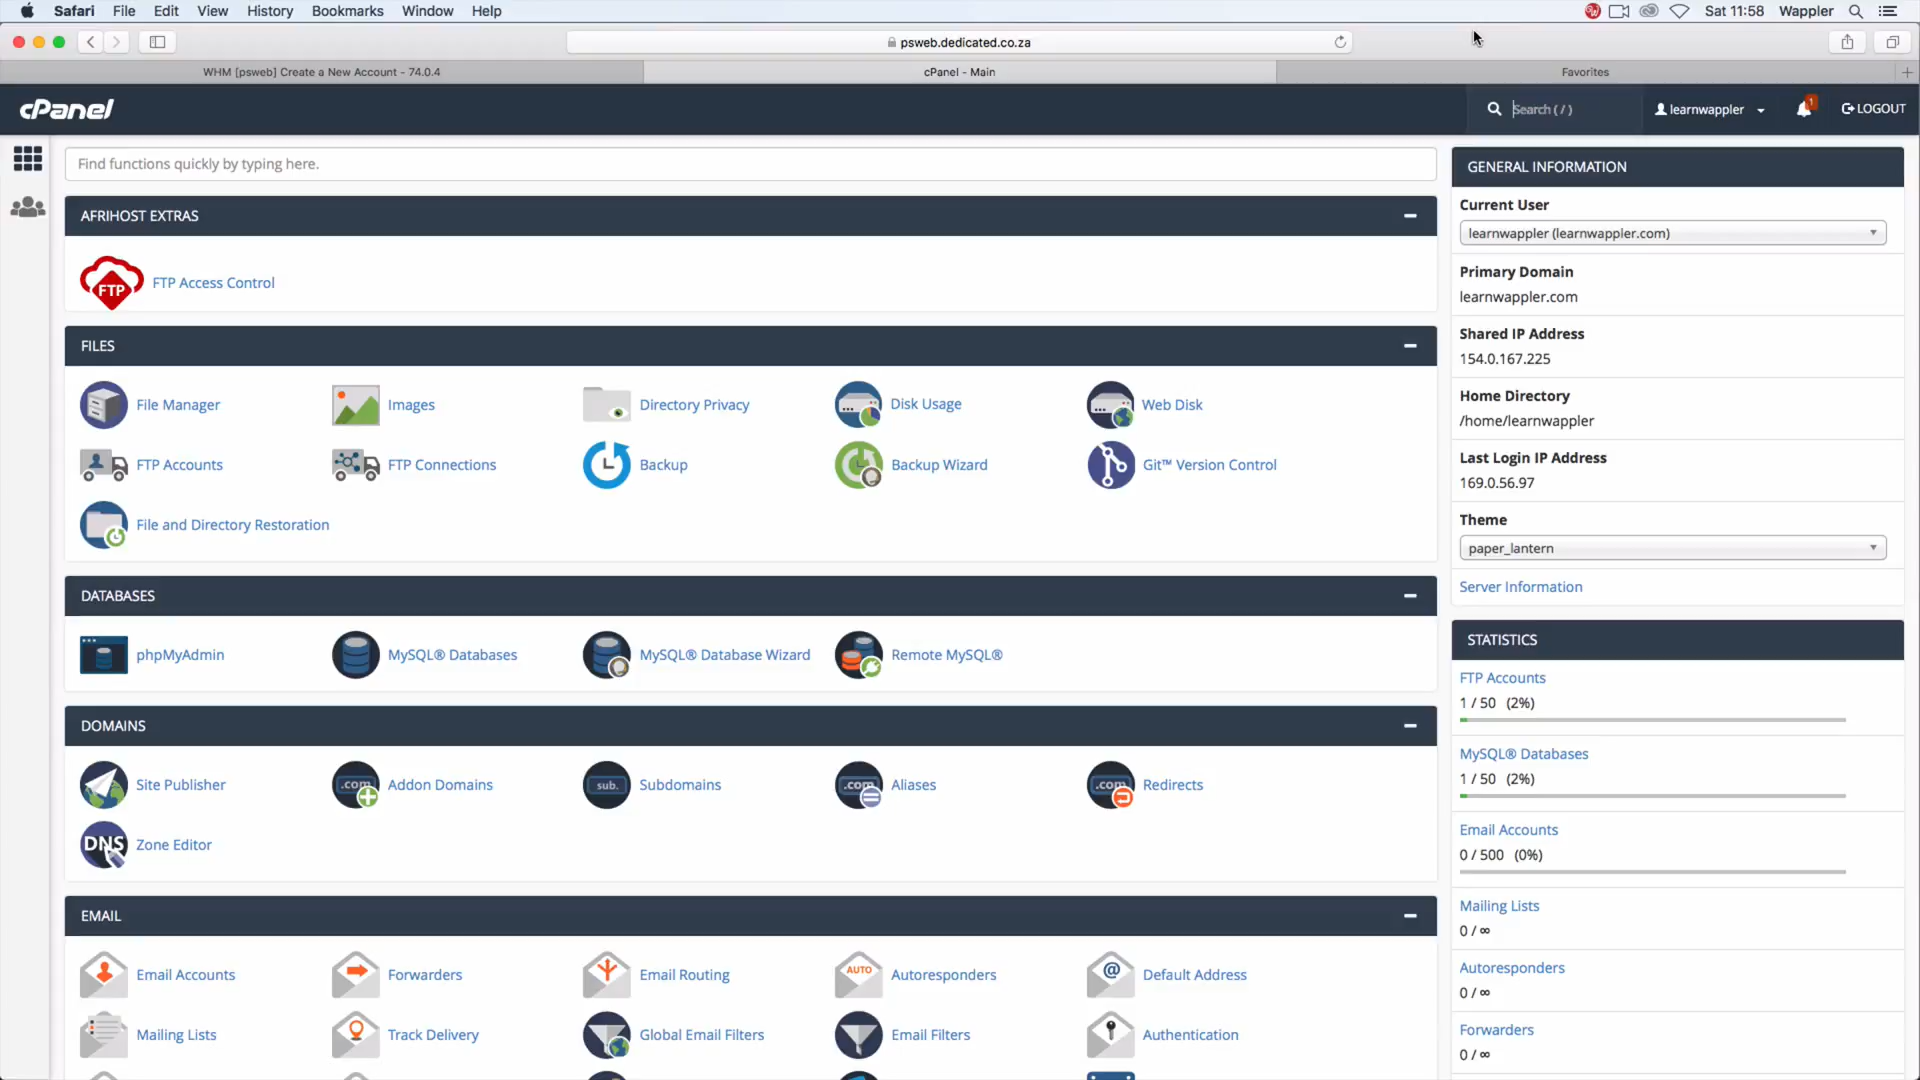 Safari File Edit View History Bookmarks Window Help
Sat 11:58 Wappler
psweb.dedicated.co.za
WHM [psweb] Create a New Account - 74.0.4
cPanel - Main
Favorites
cPanel
Search ( / )
learnwappler
1
LOGOUT
Find functions quickly by typing here.
AFRIHOST EXTRAS
FTP
FTP Access Control
FILES
File Manager
Images
Directory Privacy
Disk Usage
Web Disk
FTP Accounts
FTP Connections
Backup
Backup Wizard
Git™ Version Control
File and Directory Restoration
DATABASES
phpMyAdmin
MySQL® Databases
MySQL® Database Wizard
Remote MySQL®
DOMAINS
Site Publisher
.com
Addon Domains
sub.
Subdomains
.com
Aliases
.com
Redirects
DNS
Zone Editor
EMAIL
Email Accounts
Forwarders
Email Routing
AUTO
Autoresponders
@
Default Address
Mailing Lists
Track Delivery
Global Email Filters
Email Filters
Authentication
GENERAL INFORMATION
Current User
learnwappler (learnwappler.com)
Primary Domain
learnwappler.com
Shared IP Address
154.0.167.225
Home Directory
/home/learnwappler
Last Login IP Address
169.0.56.97
Theme
paper_lantern
Server Information
STATISTICS
FTP Accounts
1 / 50 (2%)
MySQL® Databases
1 / 50 (2%)
Email Accounts
0 / 500 (0%)
Mailing Lists
0 / ∞
Autoresponders
0 / ∞
Forwarders
0 / ∞